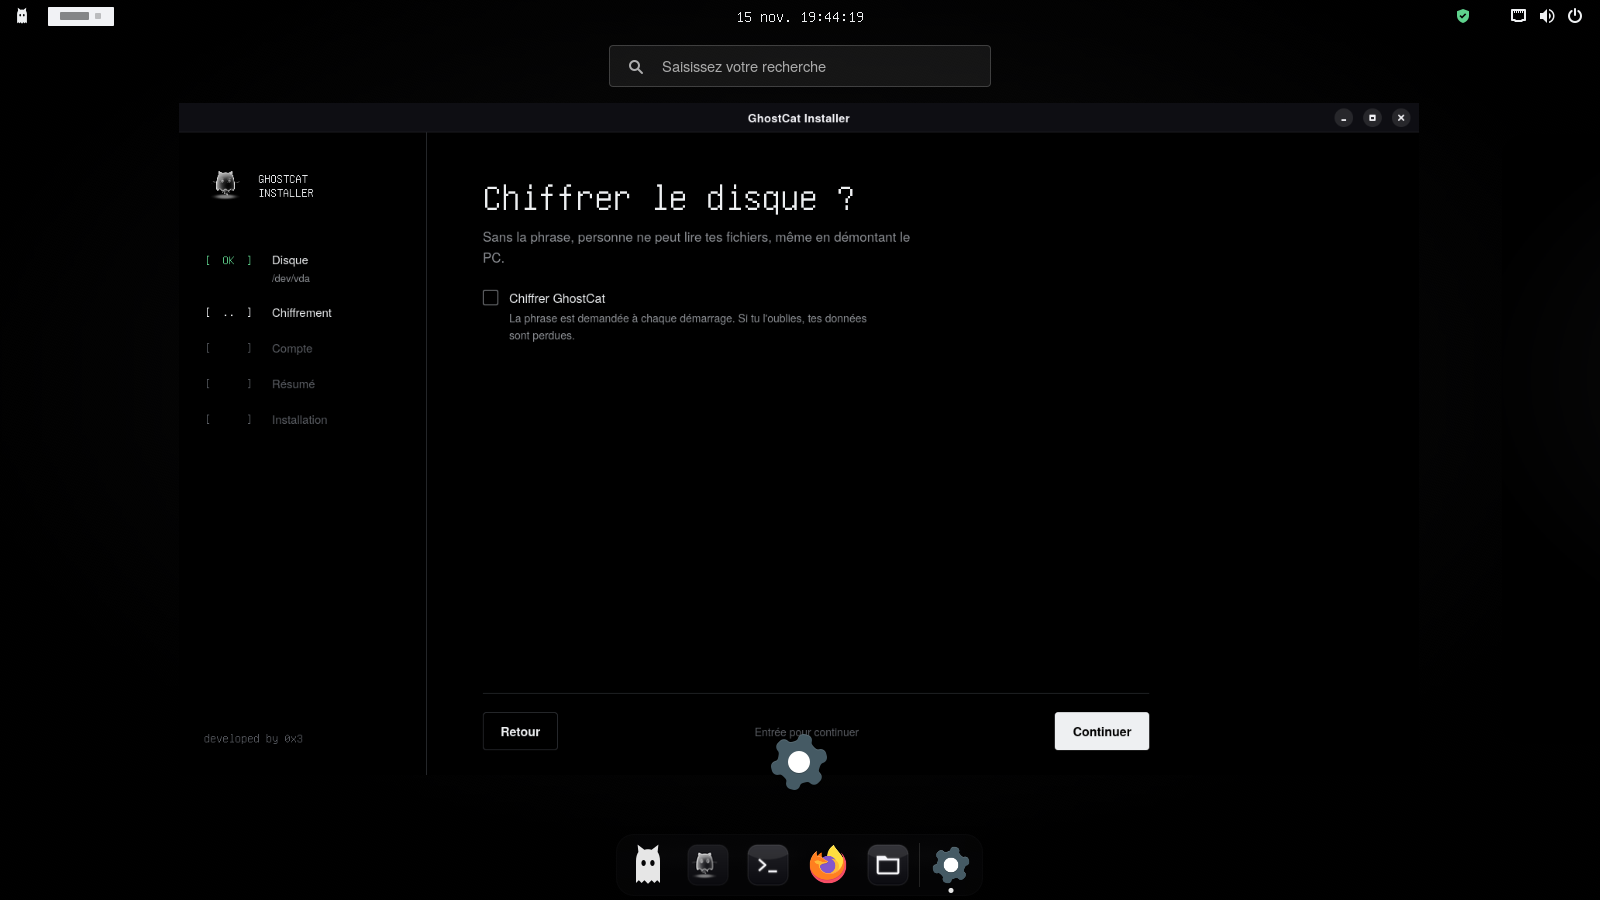 15 nov. 19:44:19
Saisissez votre recherche
GhostCat Installer
GHOSTCAT
INSTALLER
[ OK ] Disque
/dev/vda
[ .. ] Chiffrement
[ ] Compte
[ ] Résumé
[ ] Installation
developed by 0x3
Chiffrer le disque ?
Sans la phrase, personne ne peut lire tes fichiers, même en démontant le
PC.
Chiffrer GhostCat
La phrase est demandée à chaque démarrage. Si tu l'oublies, tes données
sont perdues.
Retour
Entrée pour continuer
Continuer